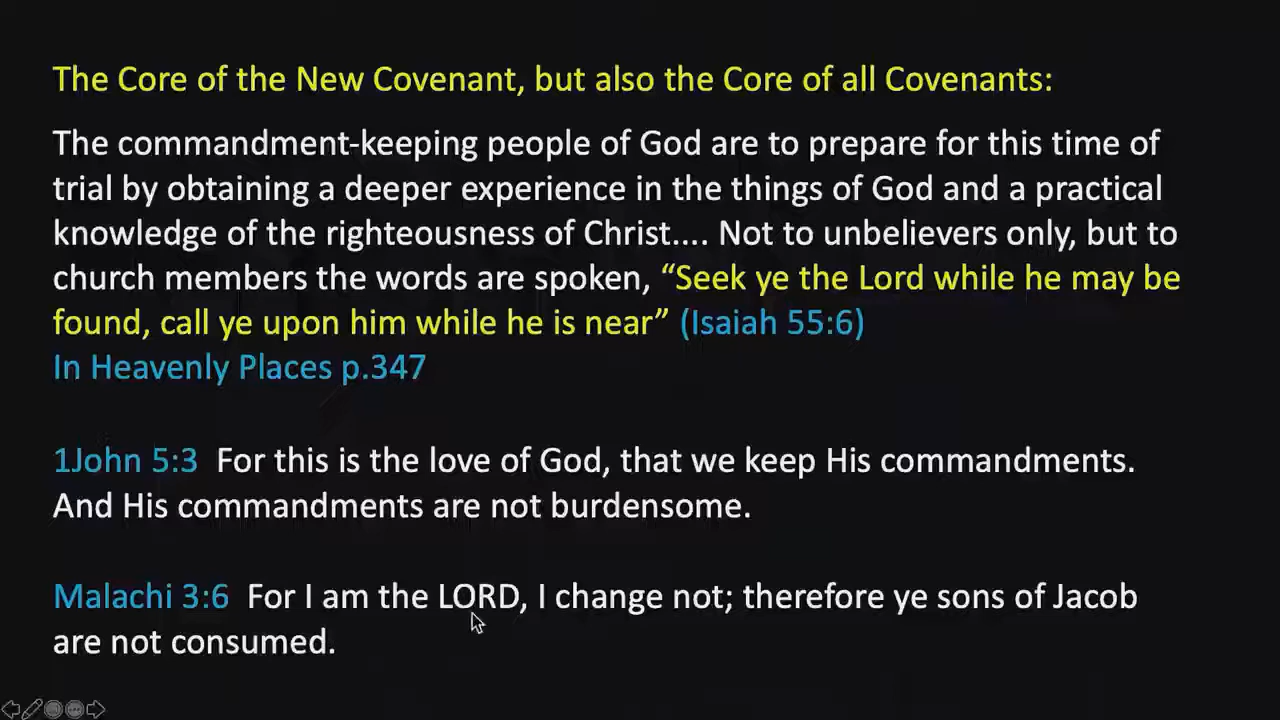 The Core of the New Covenant, but also the Core of all Covenants:
The commandment-keeping people of God are to prepare for this time of
trial by obtaining a deeper experience in the things of God and a practical
knowledge of the righteousness of Christ.... Not to unbelievers only, but to
church members the words are spoken, “Seek ye the Lord while he may be
found, call ye upon him while he is near” (Isaiah 55:6)
In Heavenly Places p.347
1John 5:3  For this is the love of God, that we keep His commandments.
And His commandments are not burdensome.
Malachi 3:6  For I am the LORD, I change not; therefore ye sons of Jacob
are not consumed.